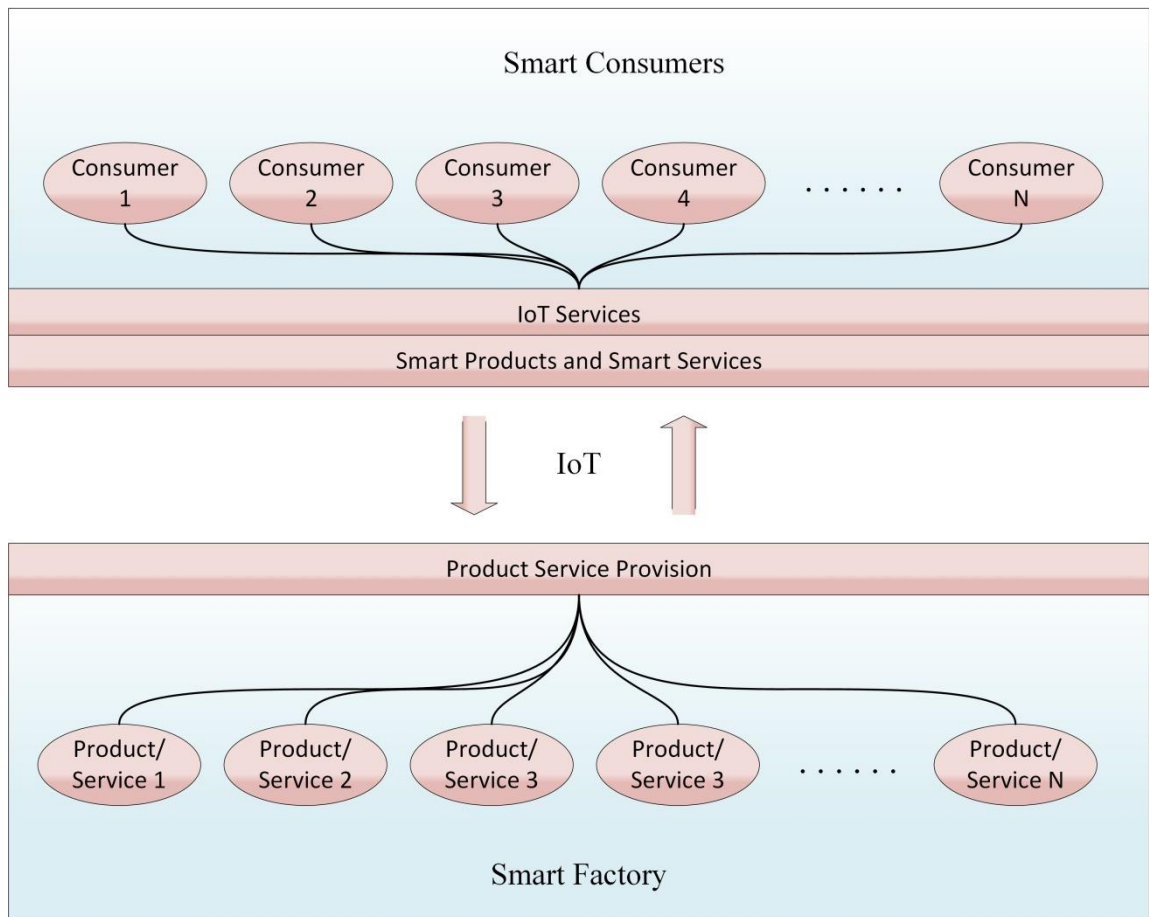 Smart Consumers
Consumer
1
Consumer
2
Consumer
3
Consumer
4
. . . . . .
Consumer
N
IoT Services
Smart Products and Smart Services
IoT
Product Service Provision
Product/
Service 1
Product/
Service 2
Product/
Service 3
Product/
Service 3
. . . . . .
Product/
Service N
Smart Factory